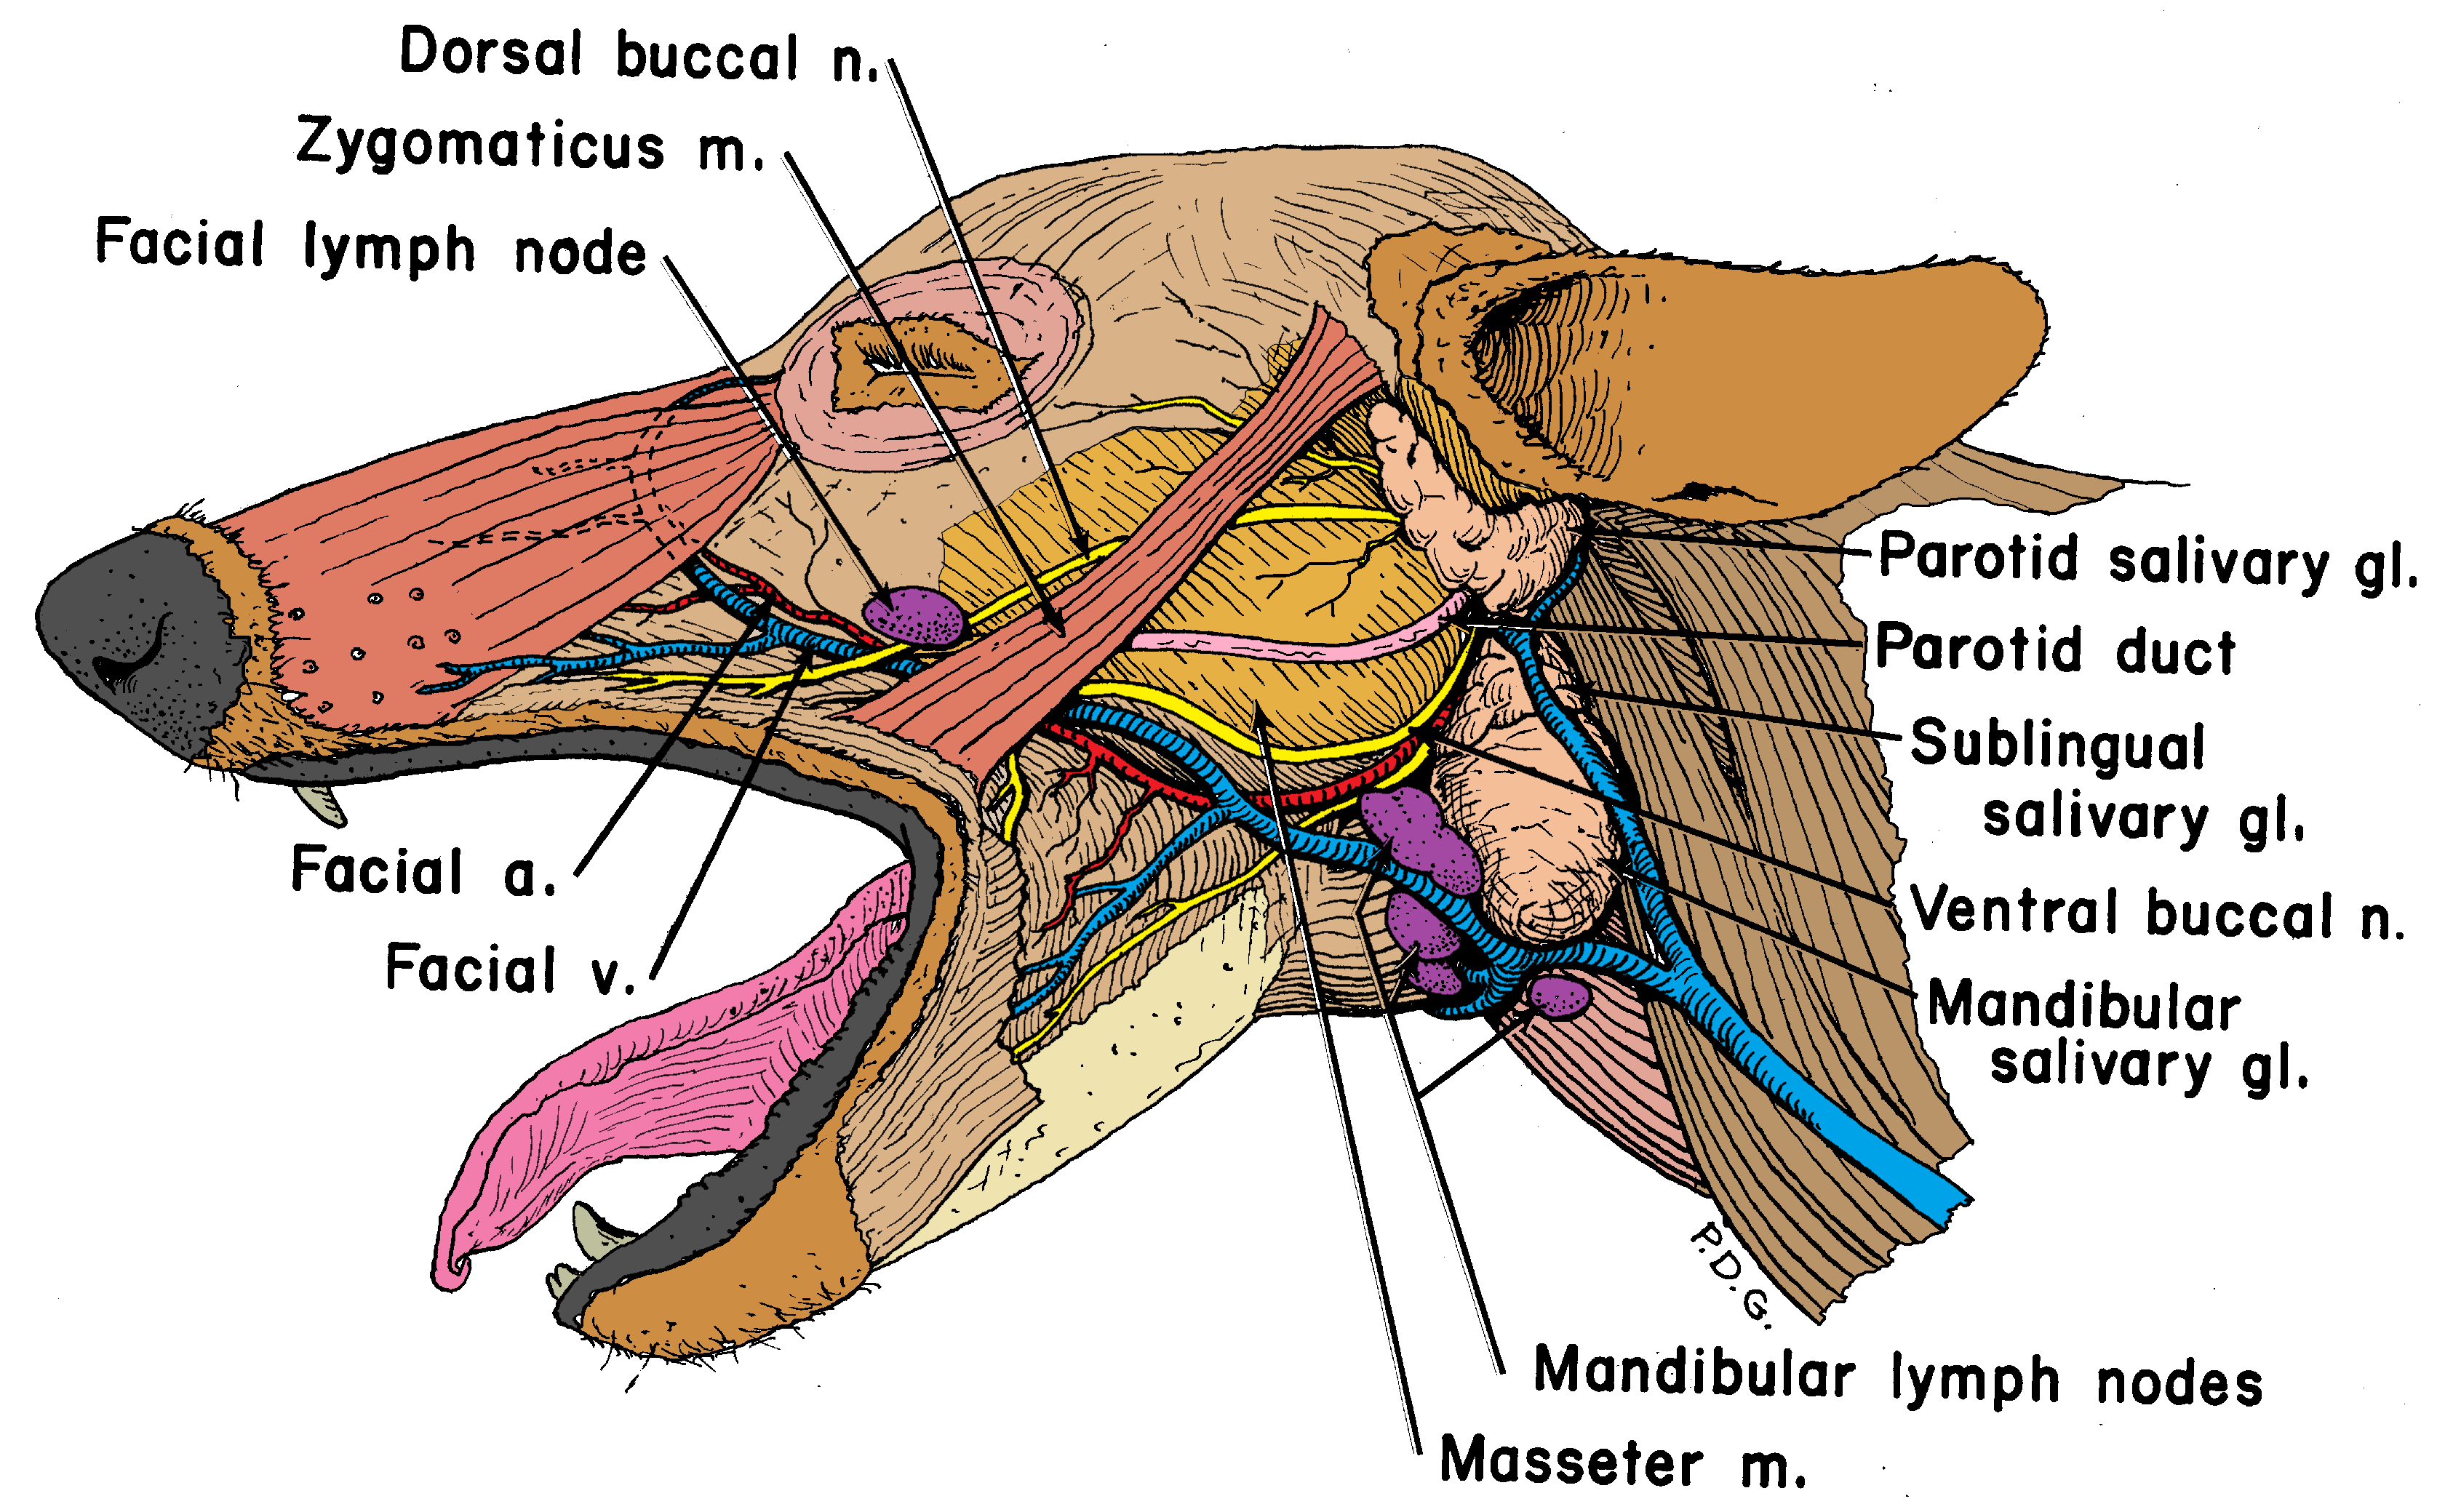 Dorsal buccal n.
Zygomaticus m.
Facial lymph node
Parotid salivary gl.
Parotid duct
Sublingual
salivary gl.
Facial a.
Ventral buccal n.
Facial v.
Mandibular
salivary gl.
P.D.G.
Mandibular lymph nodes
Masseter m.